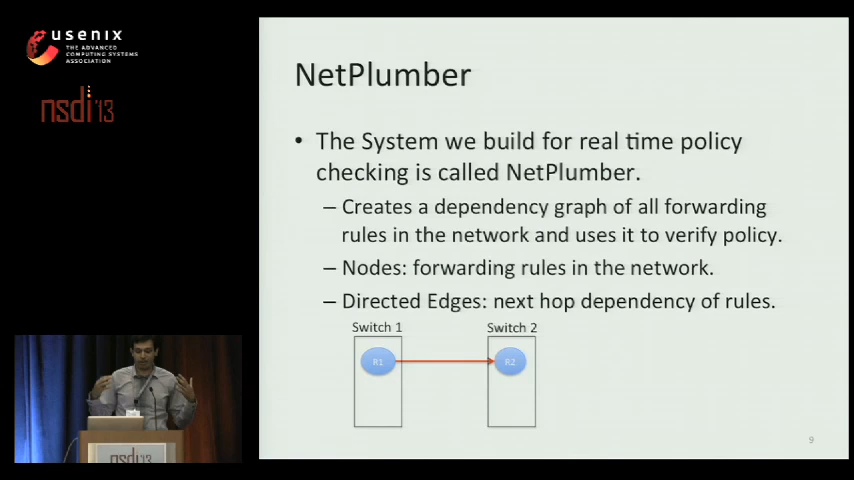 usenix
THE ADVANCED
COMPUTING SYSTEMS
ASSOCIATION
nsdi '13
NetPlumber
• The System we build for real time policy
checking is called NetPlumber.
– Creates a dependency graph of all forwarding
rules in the network and uses it to verify policy.
– Nodes: forwarding rules in the network.
– Directed Edges: next hop dependency of rules.
Switch 1
Switch 2
R1
R2
nsdi'13
9